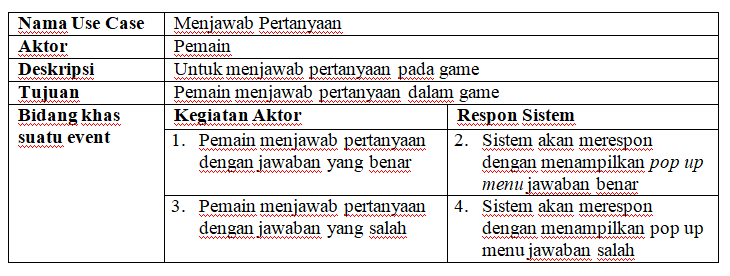 Nama Use Case Menjawab Pertanyaan
Aktor Pemain
Deskripsi Untuk menjawab pertanyaan pada game
Tujuan Pemain menjawab pertanyaan dalam game
Bidang khas suatu event
Kegiatan Aktor Respon Sistem
1. Pemain menjawab pertanyaan
dengan jawaban yang benar
2. Sistem akan merespon
dengan menampilkan pop up
menu jawaban benar
3. Pemain menjawab pertanyaan
dengan jawaban yang salah
4. Sistem akan merespon
dengan menampilkan pop up
menu jawaban salah